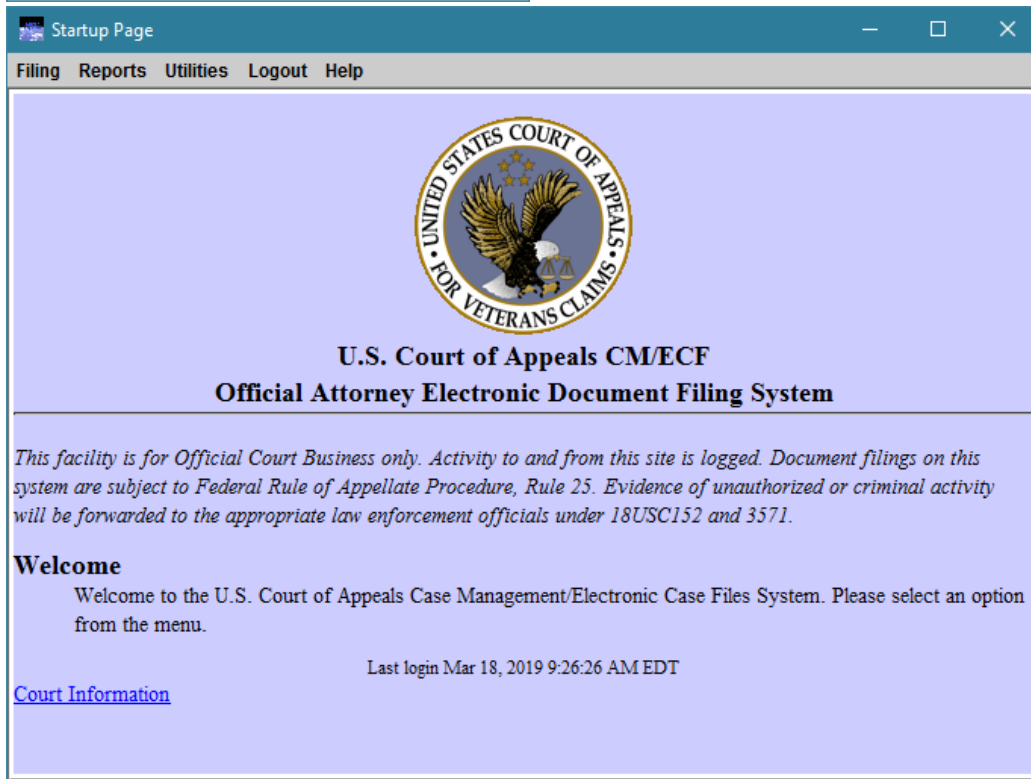 Startup Page
Filing Reports Utilities Logout Help
UNITED STATES COURT OF APPEALS
• FOR VETERANS CLAIMS •
U.S. Court of Appeals CM/ECF
Official Attorney Electronic Document Filing System
This facility is for Official Court Business only. Activity to and from this site is logged. Document filings on this
system are subject to Federal Rule of Appellate Procedure, Rule 25. Evidence of unauthorized or criminal activity
will be forwarded to the appropriate law enforcement officials under 18USC152 and 3571.
Welcome
Welcome to the U.S. Court of Appeals Case Management/Electronic Case Files System. Please select an option
from the menu.
Last login Mar 18, 2019 9:26:26 AM EDT
Court Information